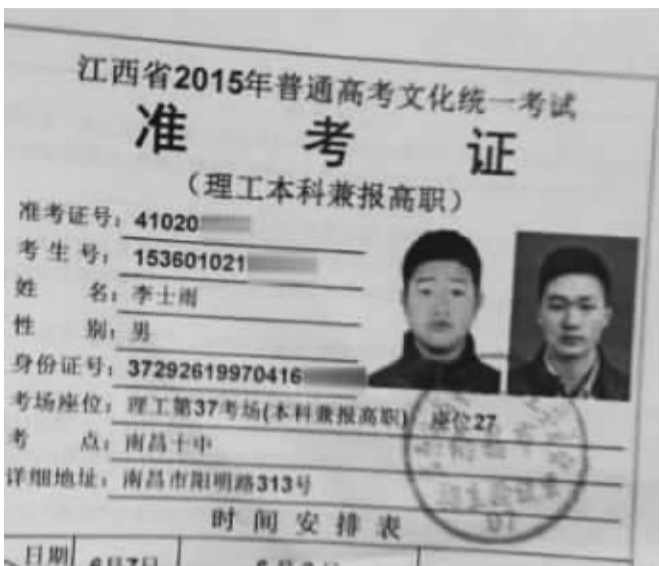 江西省2015年普通高考文化统一考试
准 考 证
（理工本科兼报高职）
准考证号：41020
考 生 号：153601021
姓 名：李士雨
性 别：男
身份证号：37292619970416
考场座位：理工第37考场(本科兼报高职) 座位27
考 点：南昌十中
详细地址：南昌市阳明路313号
时 间 安 排 表
日期 6月7日